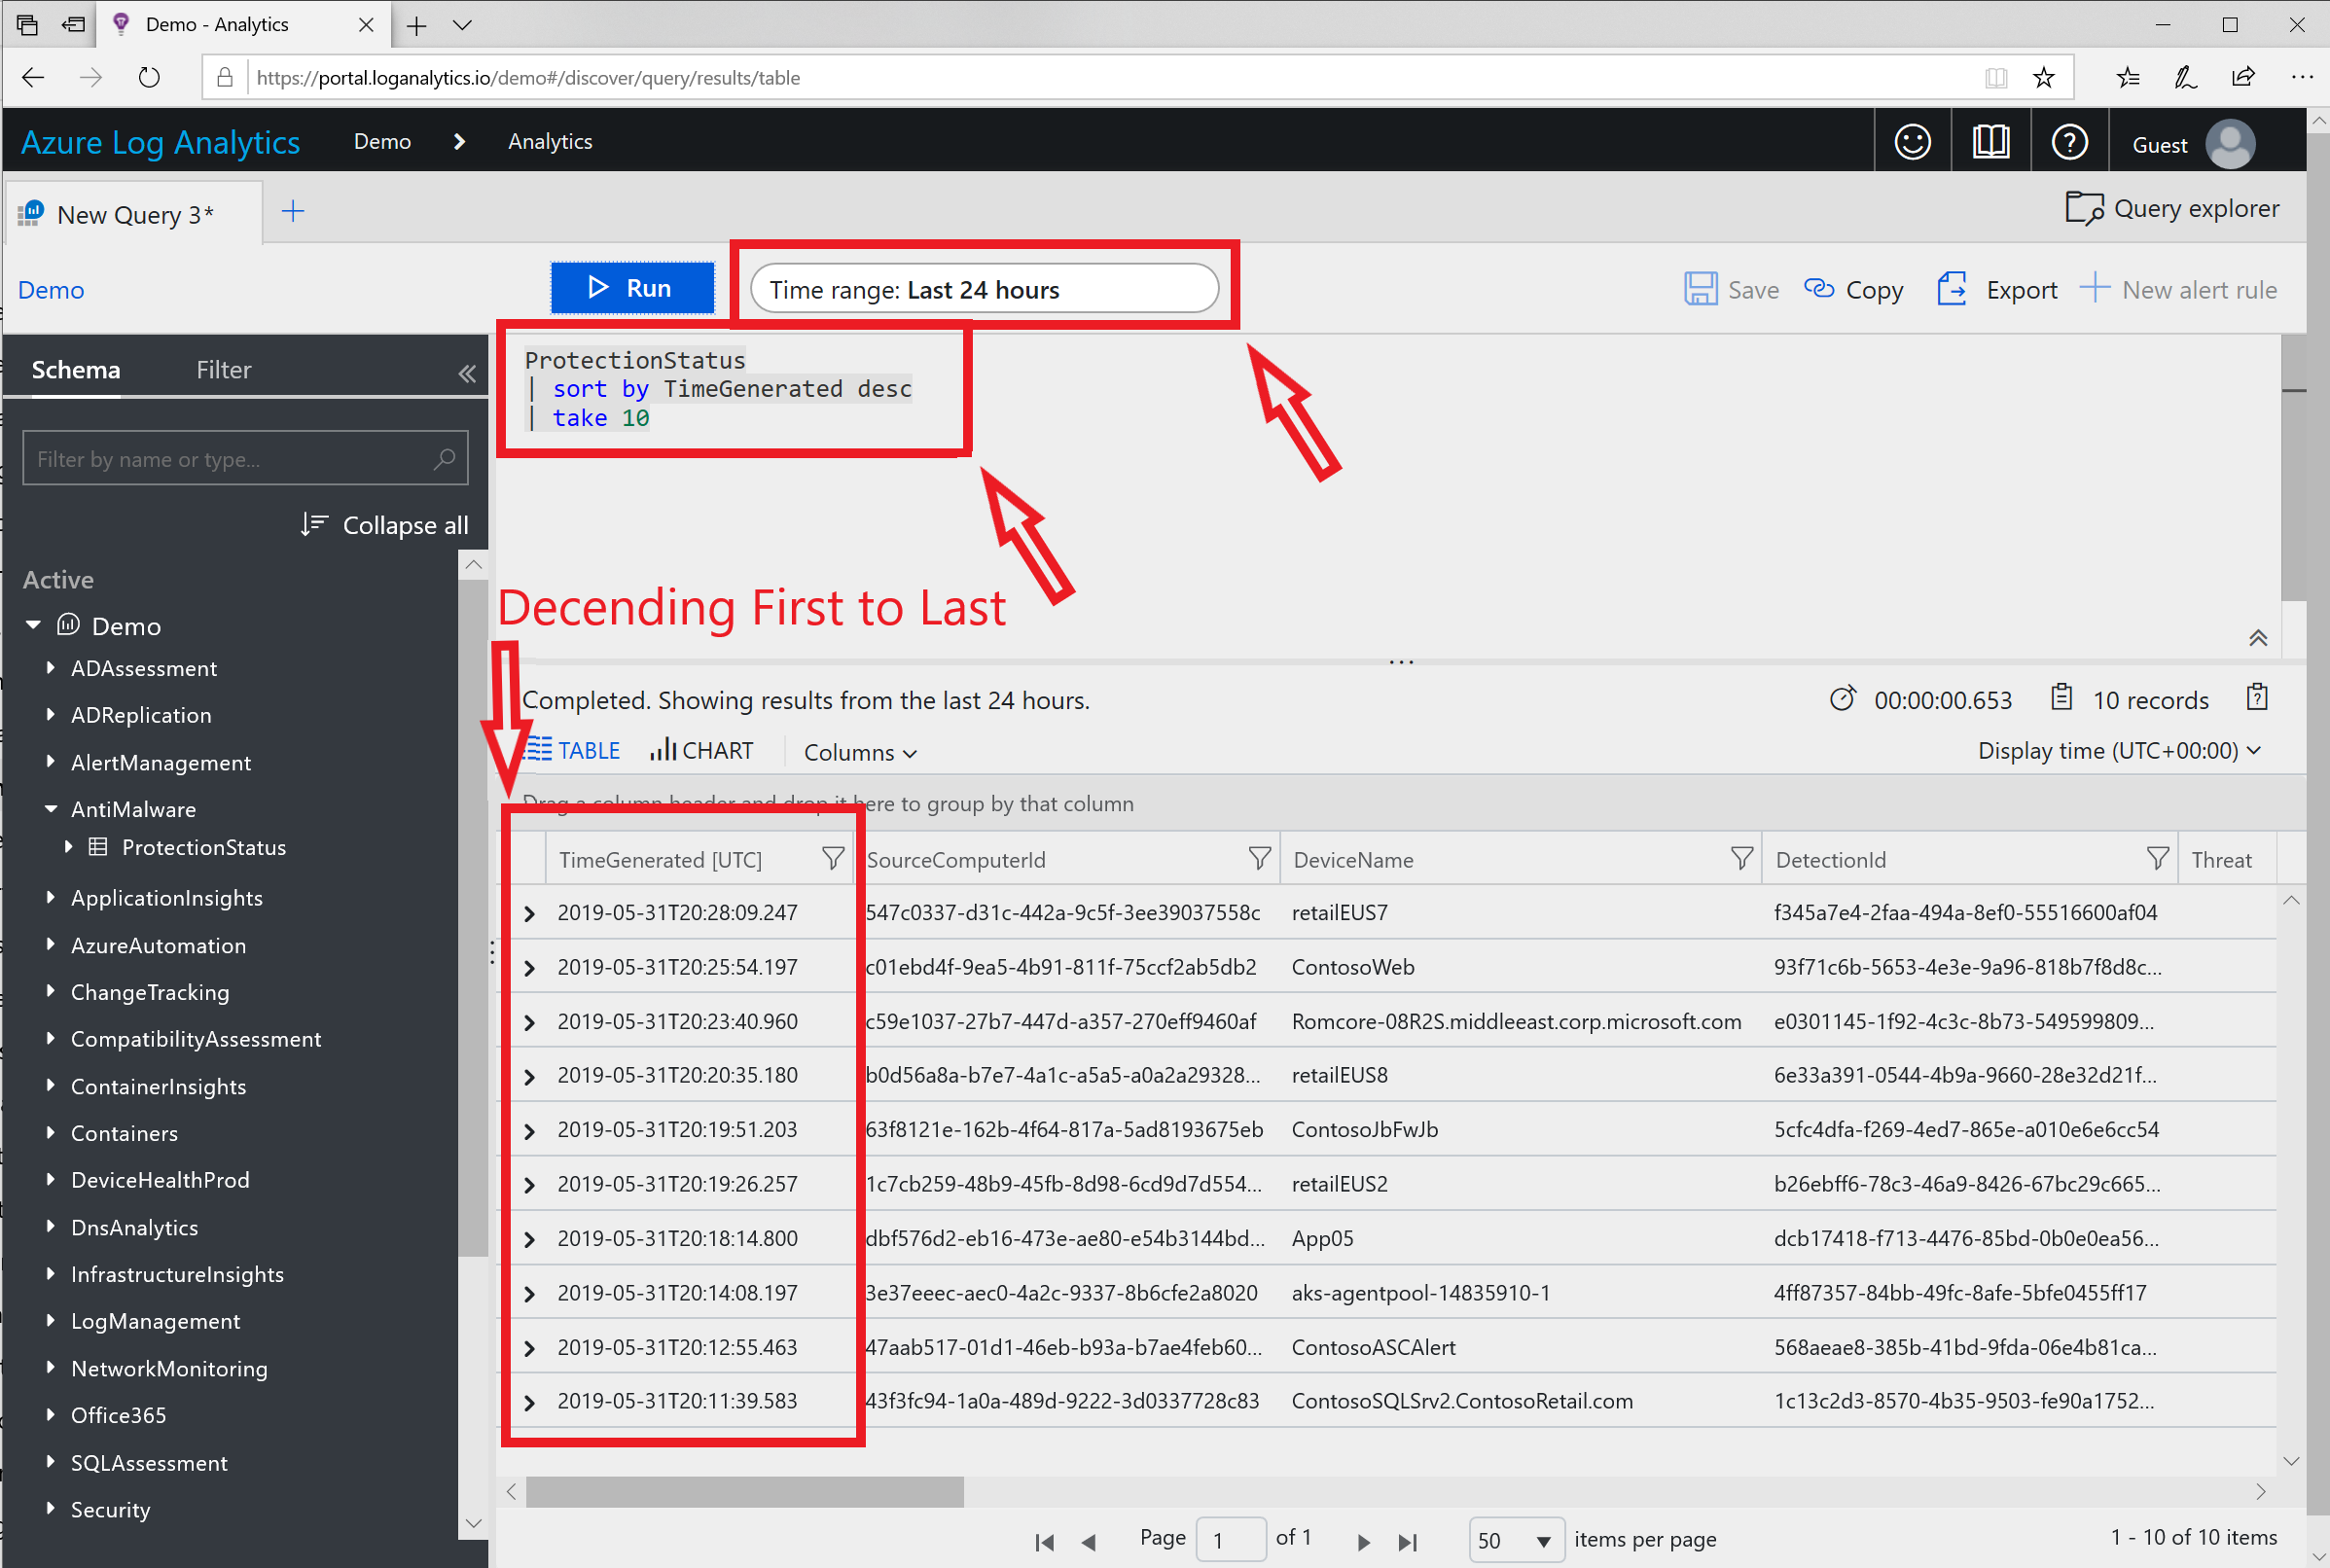 Demo - Analytics
https://portal.loganalytics.io/demo#/discover/query/results/table
Azure Log Analytics Demo Analytics Guest
New Query 3*
Query explorer
Demo
Run
Time range: Last 24 hours
Save Copy Export New alert rule
Schema Filter
Filter by name or type...
Collapse all
Active
Demo
ADAssessment
ADReplication
AlertManagement
AntiMalware
ProtectionStatus
ApplicationInsights
AzureAutomation
ChangeTracking
CompatibilityAssessment
ContainerInsights
Containers
DeviceHealthProd
DnsAnalytics
InfrastructureInsights
LogManagement
NetworkMonitoring
Office365
SQLAssessment
Security
ProtectionStatus
| sort by TimeGenerated desc
| take 10
Decending First to Last
Completed. Showing results from the last 24 hours.
00:00:00.653 10 records
TABLE CHART Columns
Display time (UTC+00:00)
Drag a column header and drop it here to group by that column
TimeGenerated [UTC] SourceComputerId DeviceName DetectionId Threat
2019-05-31T20:28:09.247 547c0337-d31c-442a-9c5f-3ee39037558c retailEUS7 f345a7e4-2faa-494a-8ef0-55516600af04
2019-05-31T20:25:54.197 c01ebd4f-9ea5-4b91-811f-75ccf2ab5db2 ContosoWeb 93f71c6b-5653-4e3e-9a96-818b7f8d8c...
2019-05-31T20:23:40.960 c59e1037-27b7-447d-a357-270eff9460af Romcore-08R2S.middleeast.corp.microsoft.com e0301145-1f92-4c3c-8b73-549599809...
2019-05-31T20:20:35.180 b0d56a8a-b7e7-4a1c-a5a5-a0a2a29328... retailEUS8 6e33a391-0544-4b9a-9660-28e32d21f...
2019-05-31T20:19:51.203 63f8121e-162b-4f64-817a-5ad8193675eb ContosoJbFwJb 5cfc4dfa-f269-4ed7-865e-a010e6e6cc54
2019-05-31T20:19:26.257 1c7cb259-48b9-45fb-8d98-6cd9d7d554... retailEUS2 b26ebff6-78c3-46a9-8426-67bc29c665...
2019-05-31T20:18:14.800 dbf576d2-eb16-473e-ae80-e54b3144bd... App05 dcb17418-f713-4476-85bd-0b0e0ea56...
2019-05-31T20:14:08.197 3e37eeec-aec0-4a2c-9337-8b6cfe2a8020 aks-agentpool-14835910-1 4ff87357-84bb-49fc-8afe-5bfe0455ff17
2019-05-31T20:12:55.463 47aab517-01d1-46eb-b93a-b7ae4feb60... ContosoASCAlert 568aeae8-385b-41bd-9fda-06e4b81ca...
2019-05-31T20:11:39.583 43f3fc94-1a0a-489d-9222-3d0337728c83 ContosoSQLSrv2.ContosoRetail.com 1c13c2d3-8570-4b35-9503-fe90a1752...
Page 1 of 1 50 items per page
1 - 10 of 10 items